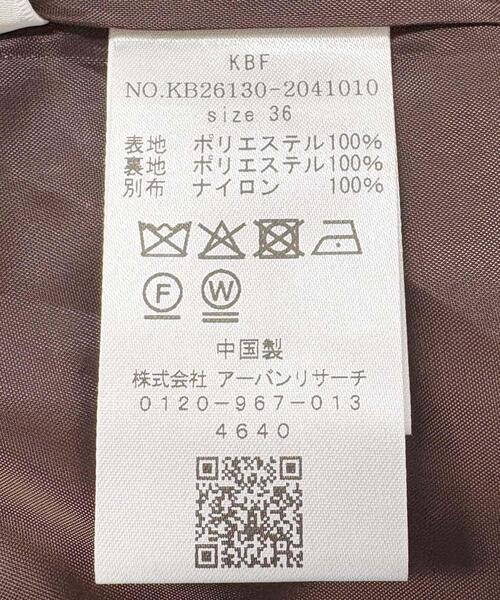 KBF
NO.KB26130-2041010
size 36
表地 ポリエステル100%
裏地 ポリエステル100%
別布 ナイロン 100%
F W
中国製
株式会社 アーバンリサーチ
0120-967-013
4640